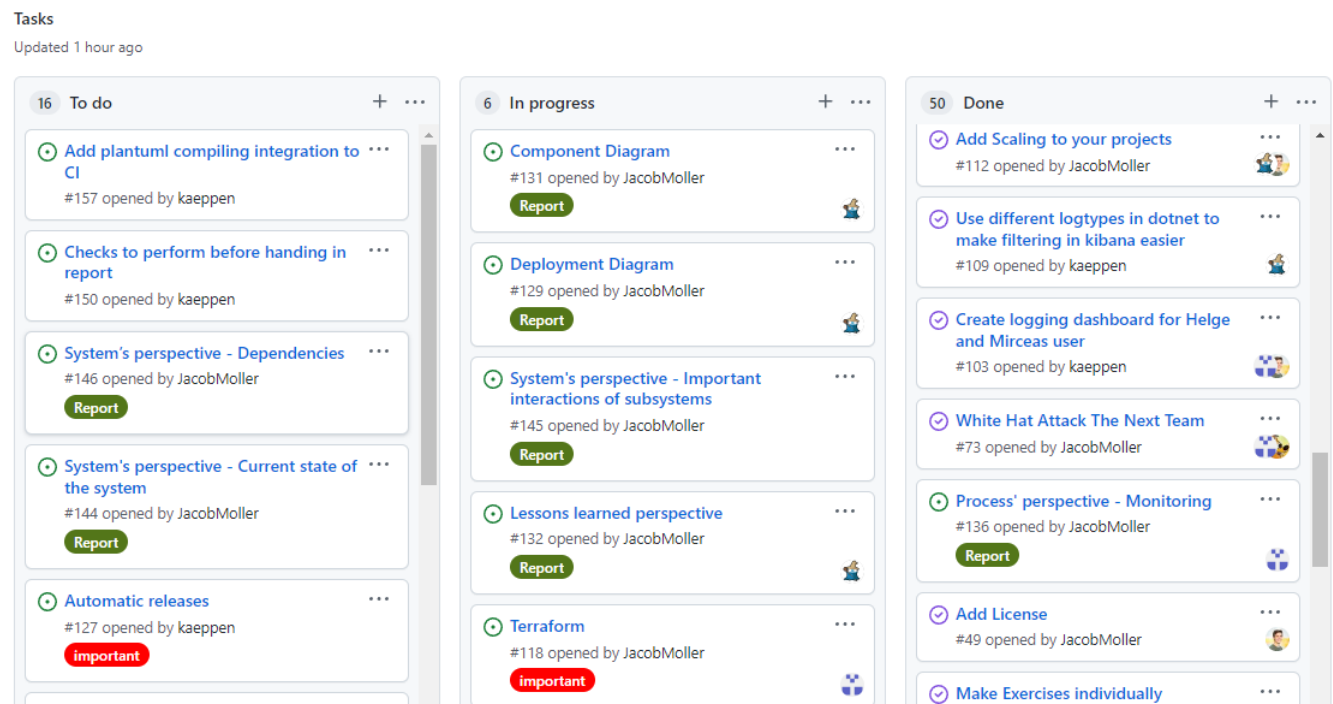 Tasks
Updated 1 hour ago
16 To do
Add plantuml compiling integration to
CI
#157 opened by kaeppen
Checks to perform before handing in
report
#150 opened by kaeppen
System's perspective - Dependencies
#146 opened by JacobMoller
Report
System's perspective - Current state of
the system
#144 opened by JacobMoller
Report
Automatic releases
#127 opened by kaeppen
important
6 In progress
Component Diagram
#131 opened by JacobMoller
Report
Deployment Diagram
#129 opened by JacobMoller
Report
System's perspective - Important
interactions of subsystems
#145 opened by JacobMoller
Report
Lessons learned perspective
#132 opened by JacobMoller
Report
Terraform
#118 opened by JacobMoller
important
50 Done
Add Scaling to your projects
#112 opened by JacobMoller
Use different logtypes in dotnet to
make filtering in kibana easier
#109 opened by kaeppen
Create logging dashboard for Helge
and Mirceas user
#103 opened by kaeppen
White Hat Attack The Next Team
#73 opened by JacobMoller
Process' perspective - Monitoring
#136 opened by JacobMoller
Report
Add License
#49 opened by JacobMoller
Make Exercises individually